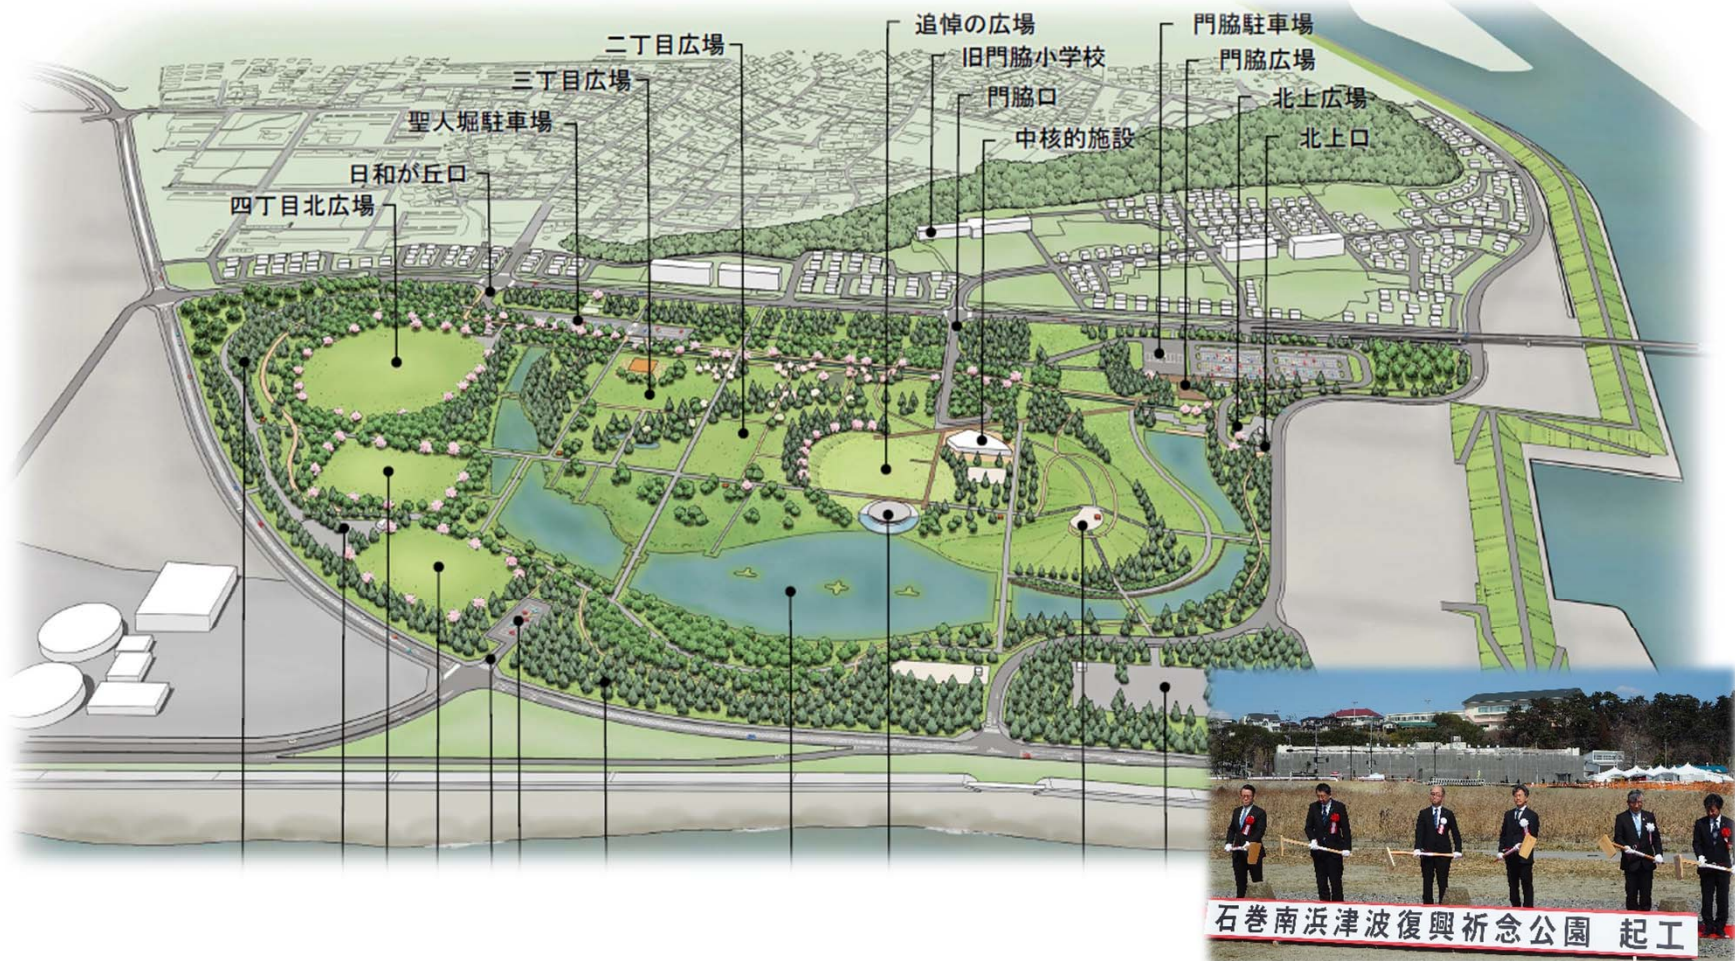 追悼の広場
門脇駐車場
二丁目広場
旧門脇小学校
門脇広場
三丁目広場
門脇口
北上広場
聖人堀駐車場
中核的施設
北上口
日和が丘口
四丁目北広場
石巻南浜津波復興祈念公園 起工